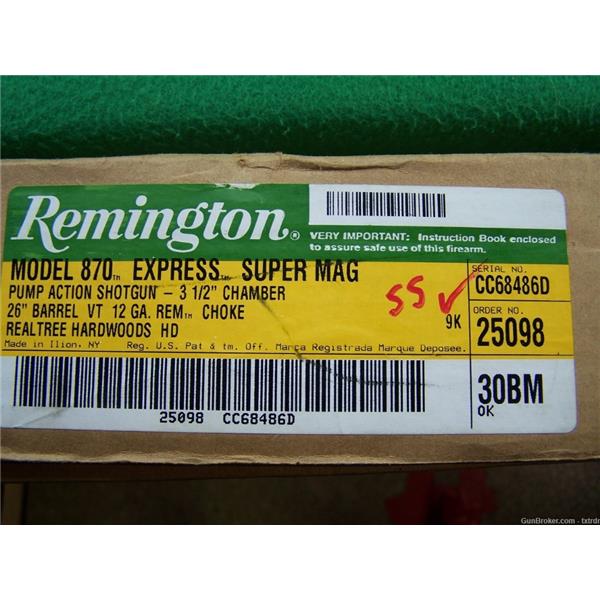 Remington®
VERY IMPORTANT: Instruction Book enclosed
to assure safe use of this firearm.
MODEL 870™ EXPRESS™ SUPER MAG
PUMP ACTION SHOTGUN - 3 1/2" CHAMBER
26" BARREL VT 12 GA. REM™ CHOKE
REALTREE HARDWOODS HD
SS ✓
9K
SERIAL NO.
CC68486D
ORDER NO.
25098
Made in Ilion, NY Reg. U.S. Pat & tm. Off. Marca Registrada Marque Deposee.
25098 CC68486D
30BM
OK
GunBroker.com - txtrdr